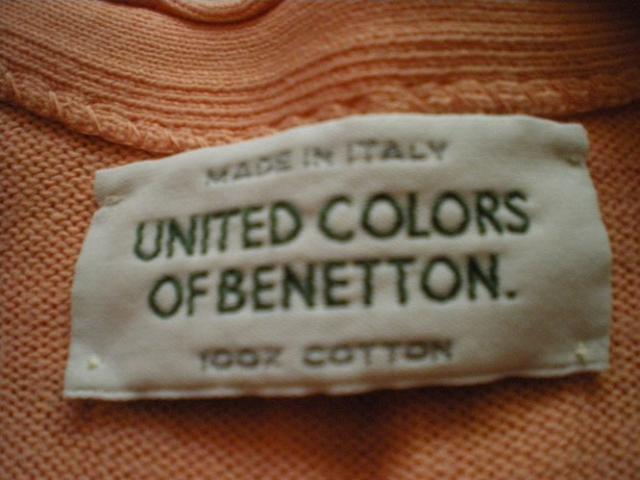 MADE IN ITALY
UNITED COLORS
OF BENETTON.
100% COTTON